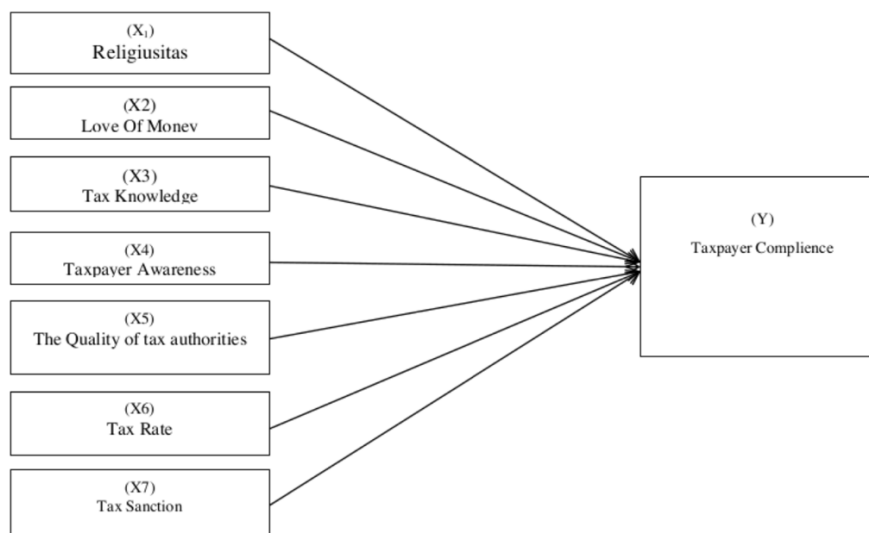 (X₁)
Religiusitas
(X2)
Love Of Money
(X3)
Tax Knowledge
(X4)
Taxpayer Awareness
(X5)
The Quality of tax authorities
(X6)
Tax Rate
(X7)
Tax Sanction
(Y)
Taxpayer Complience